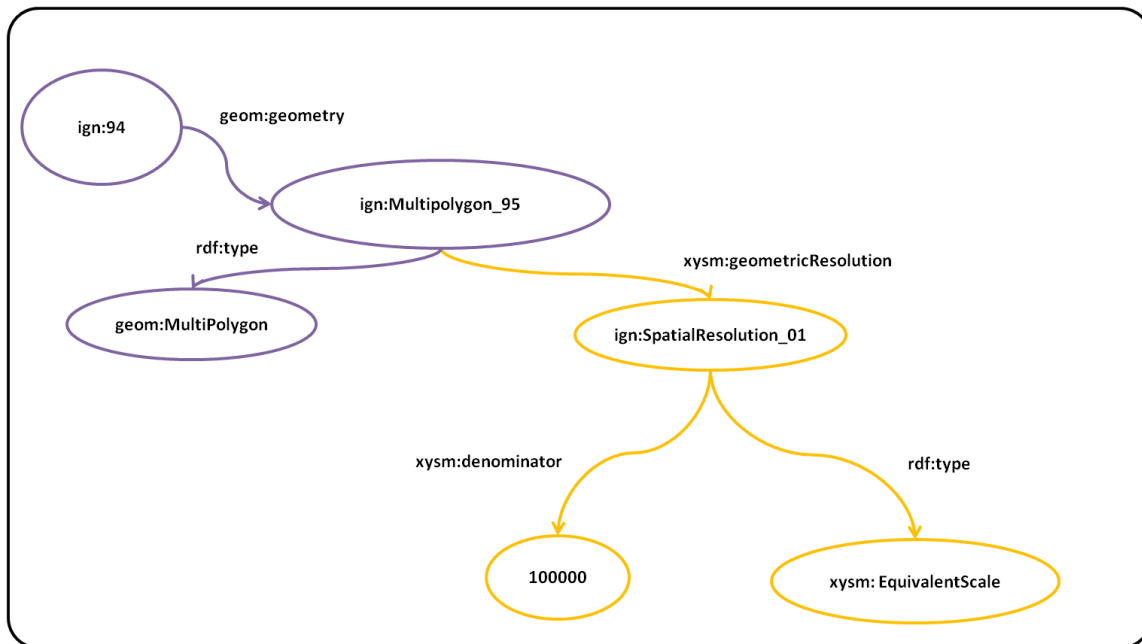 geom:geometry
ign:94
ign:Multipolygon_95
rdf:type
xysm:geometricResolution
geom:MultiPolygon
ign:SpatialResolution_01
xysm:denominator
rdf:type
100000
xysm: EquivalentScale